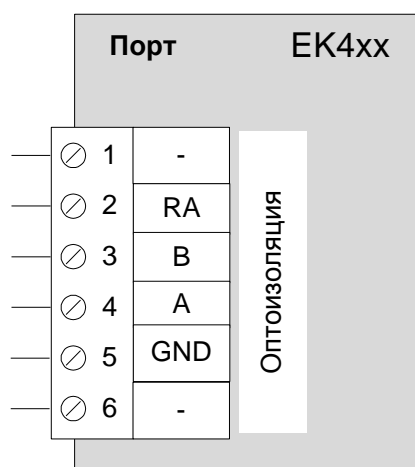 Порт EK4xx
1 -
2 RA
3 B
4 A
5 GND
6 -
Оптоизоляция